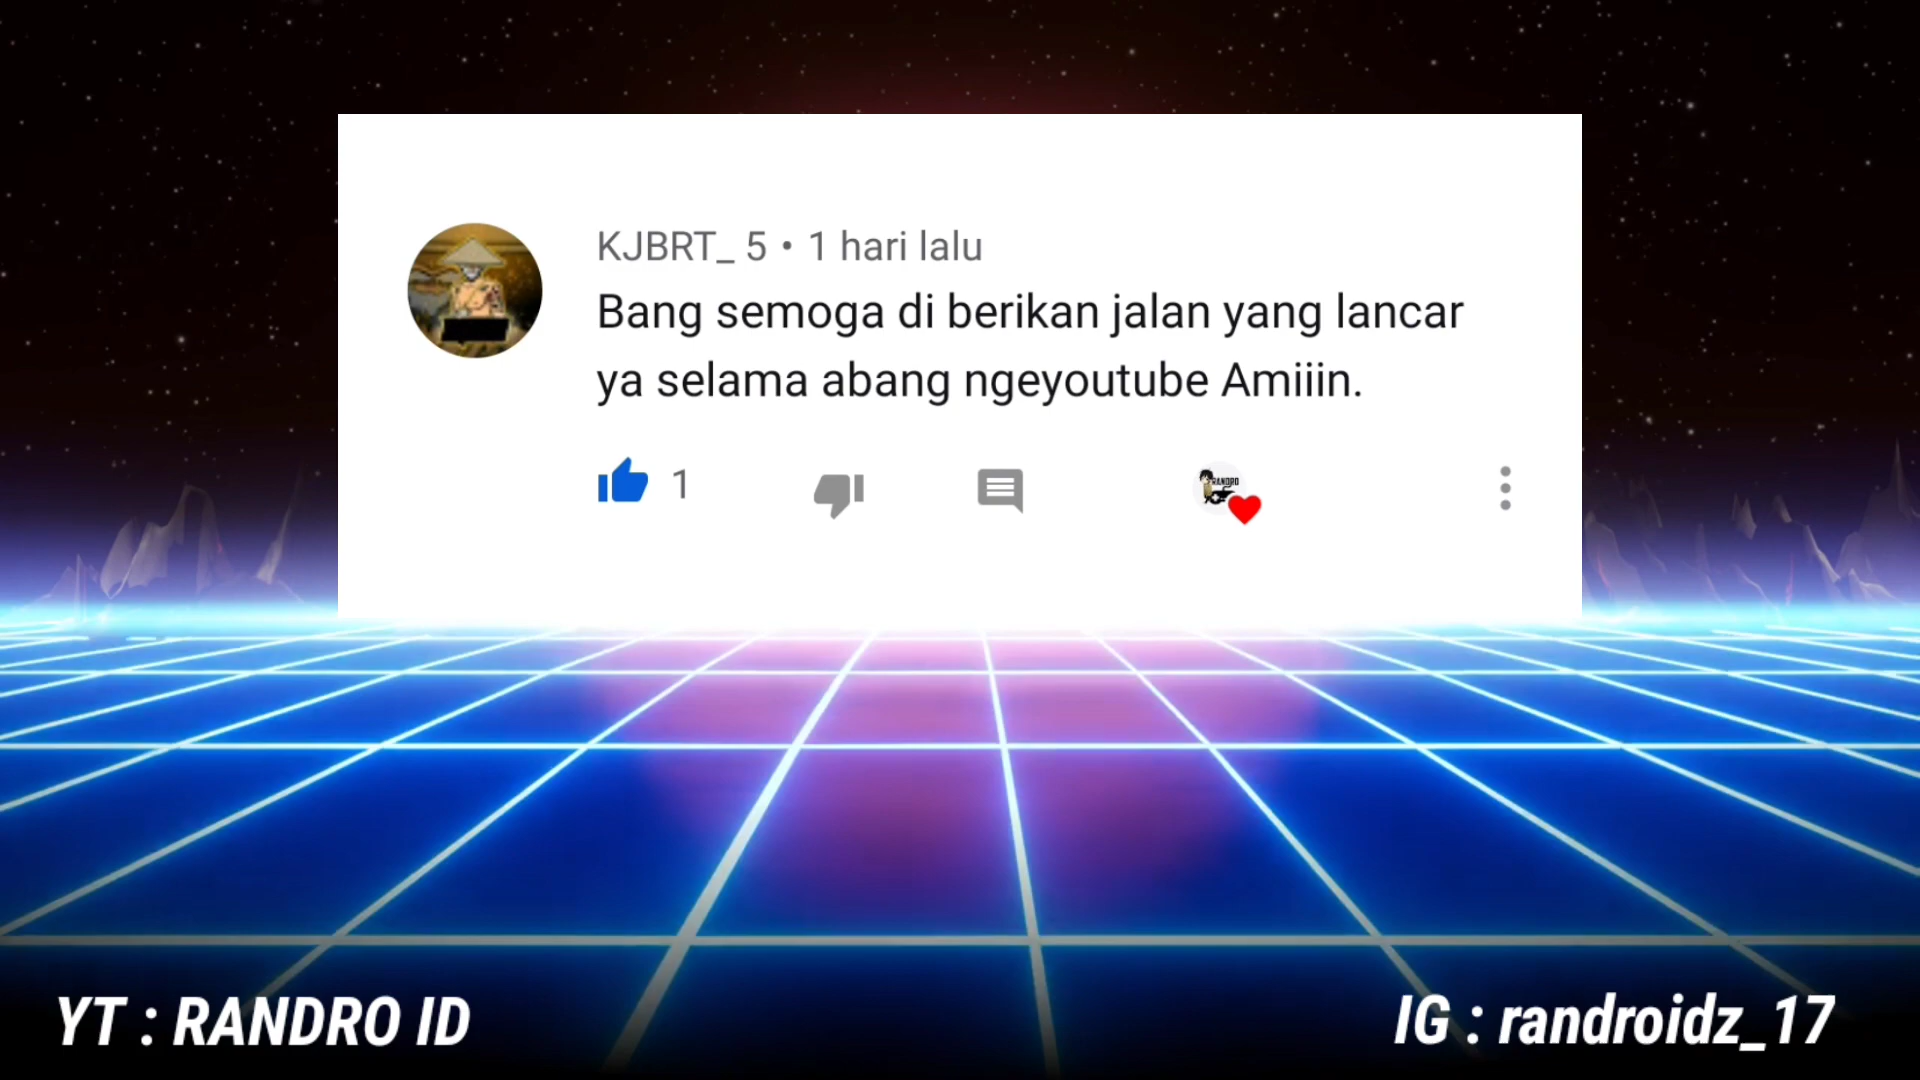 KJBRT_ 5 • 1 hari lalu
Bang semoga di berikan jalan yang lancar
ya selama abang ngeyoutube Amiiin.
1
RANDRO
YT : RANDRO ID
IG : randroidz_17